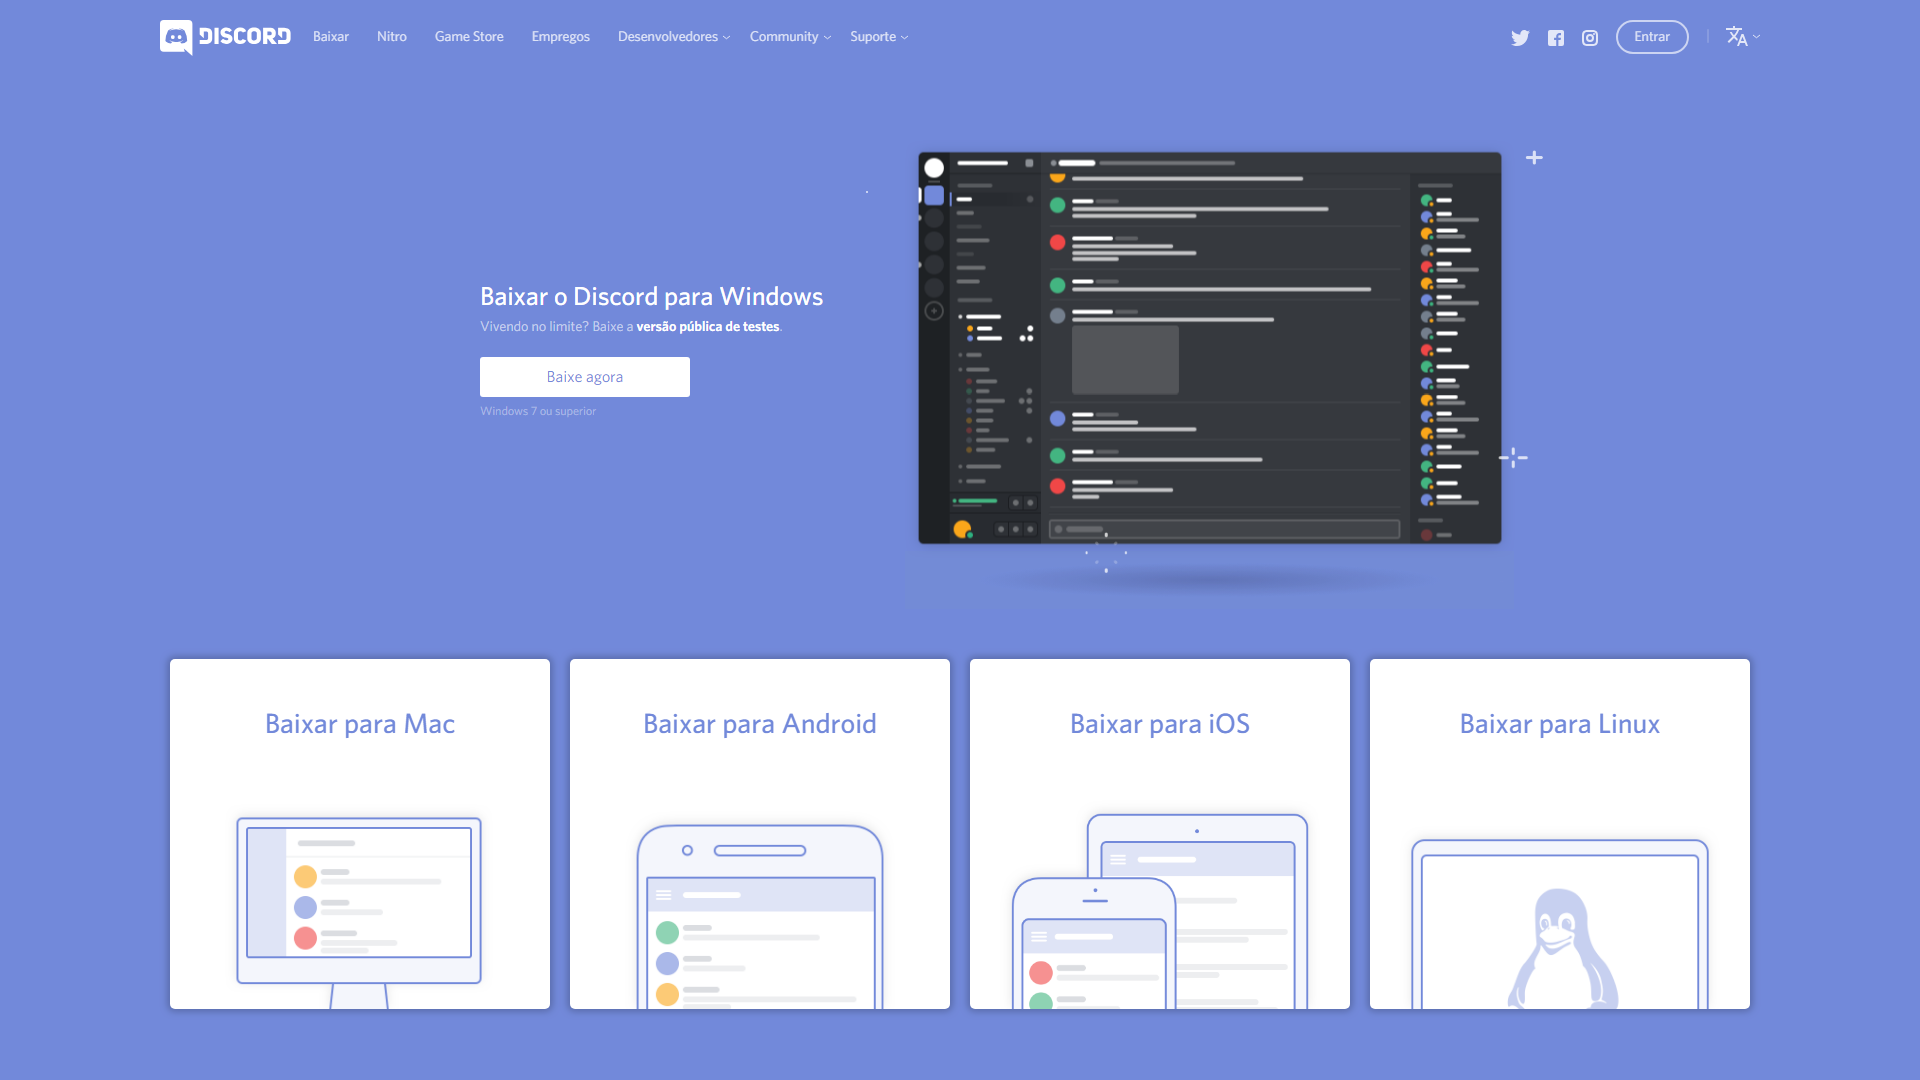 DISCORD
Baixar
Nitro
Game Store
Empregos
Desenvolvedores
Community
Suporte
Entrar
Baixar o Discord para Windows
Vivendo no limite? Baixe a versão pública de testes.
Baixe agora
Windows 7 ou superior
Baixar para Mac
Baixar para Android
Baixar para iOS
Baixar para Linux